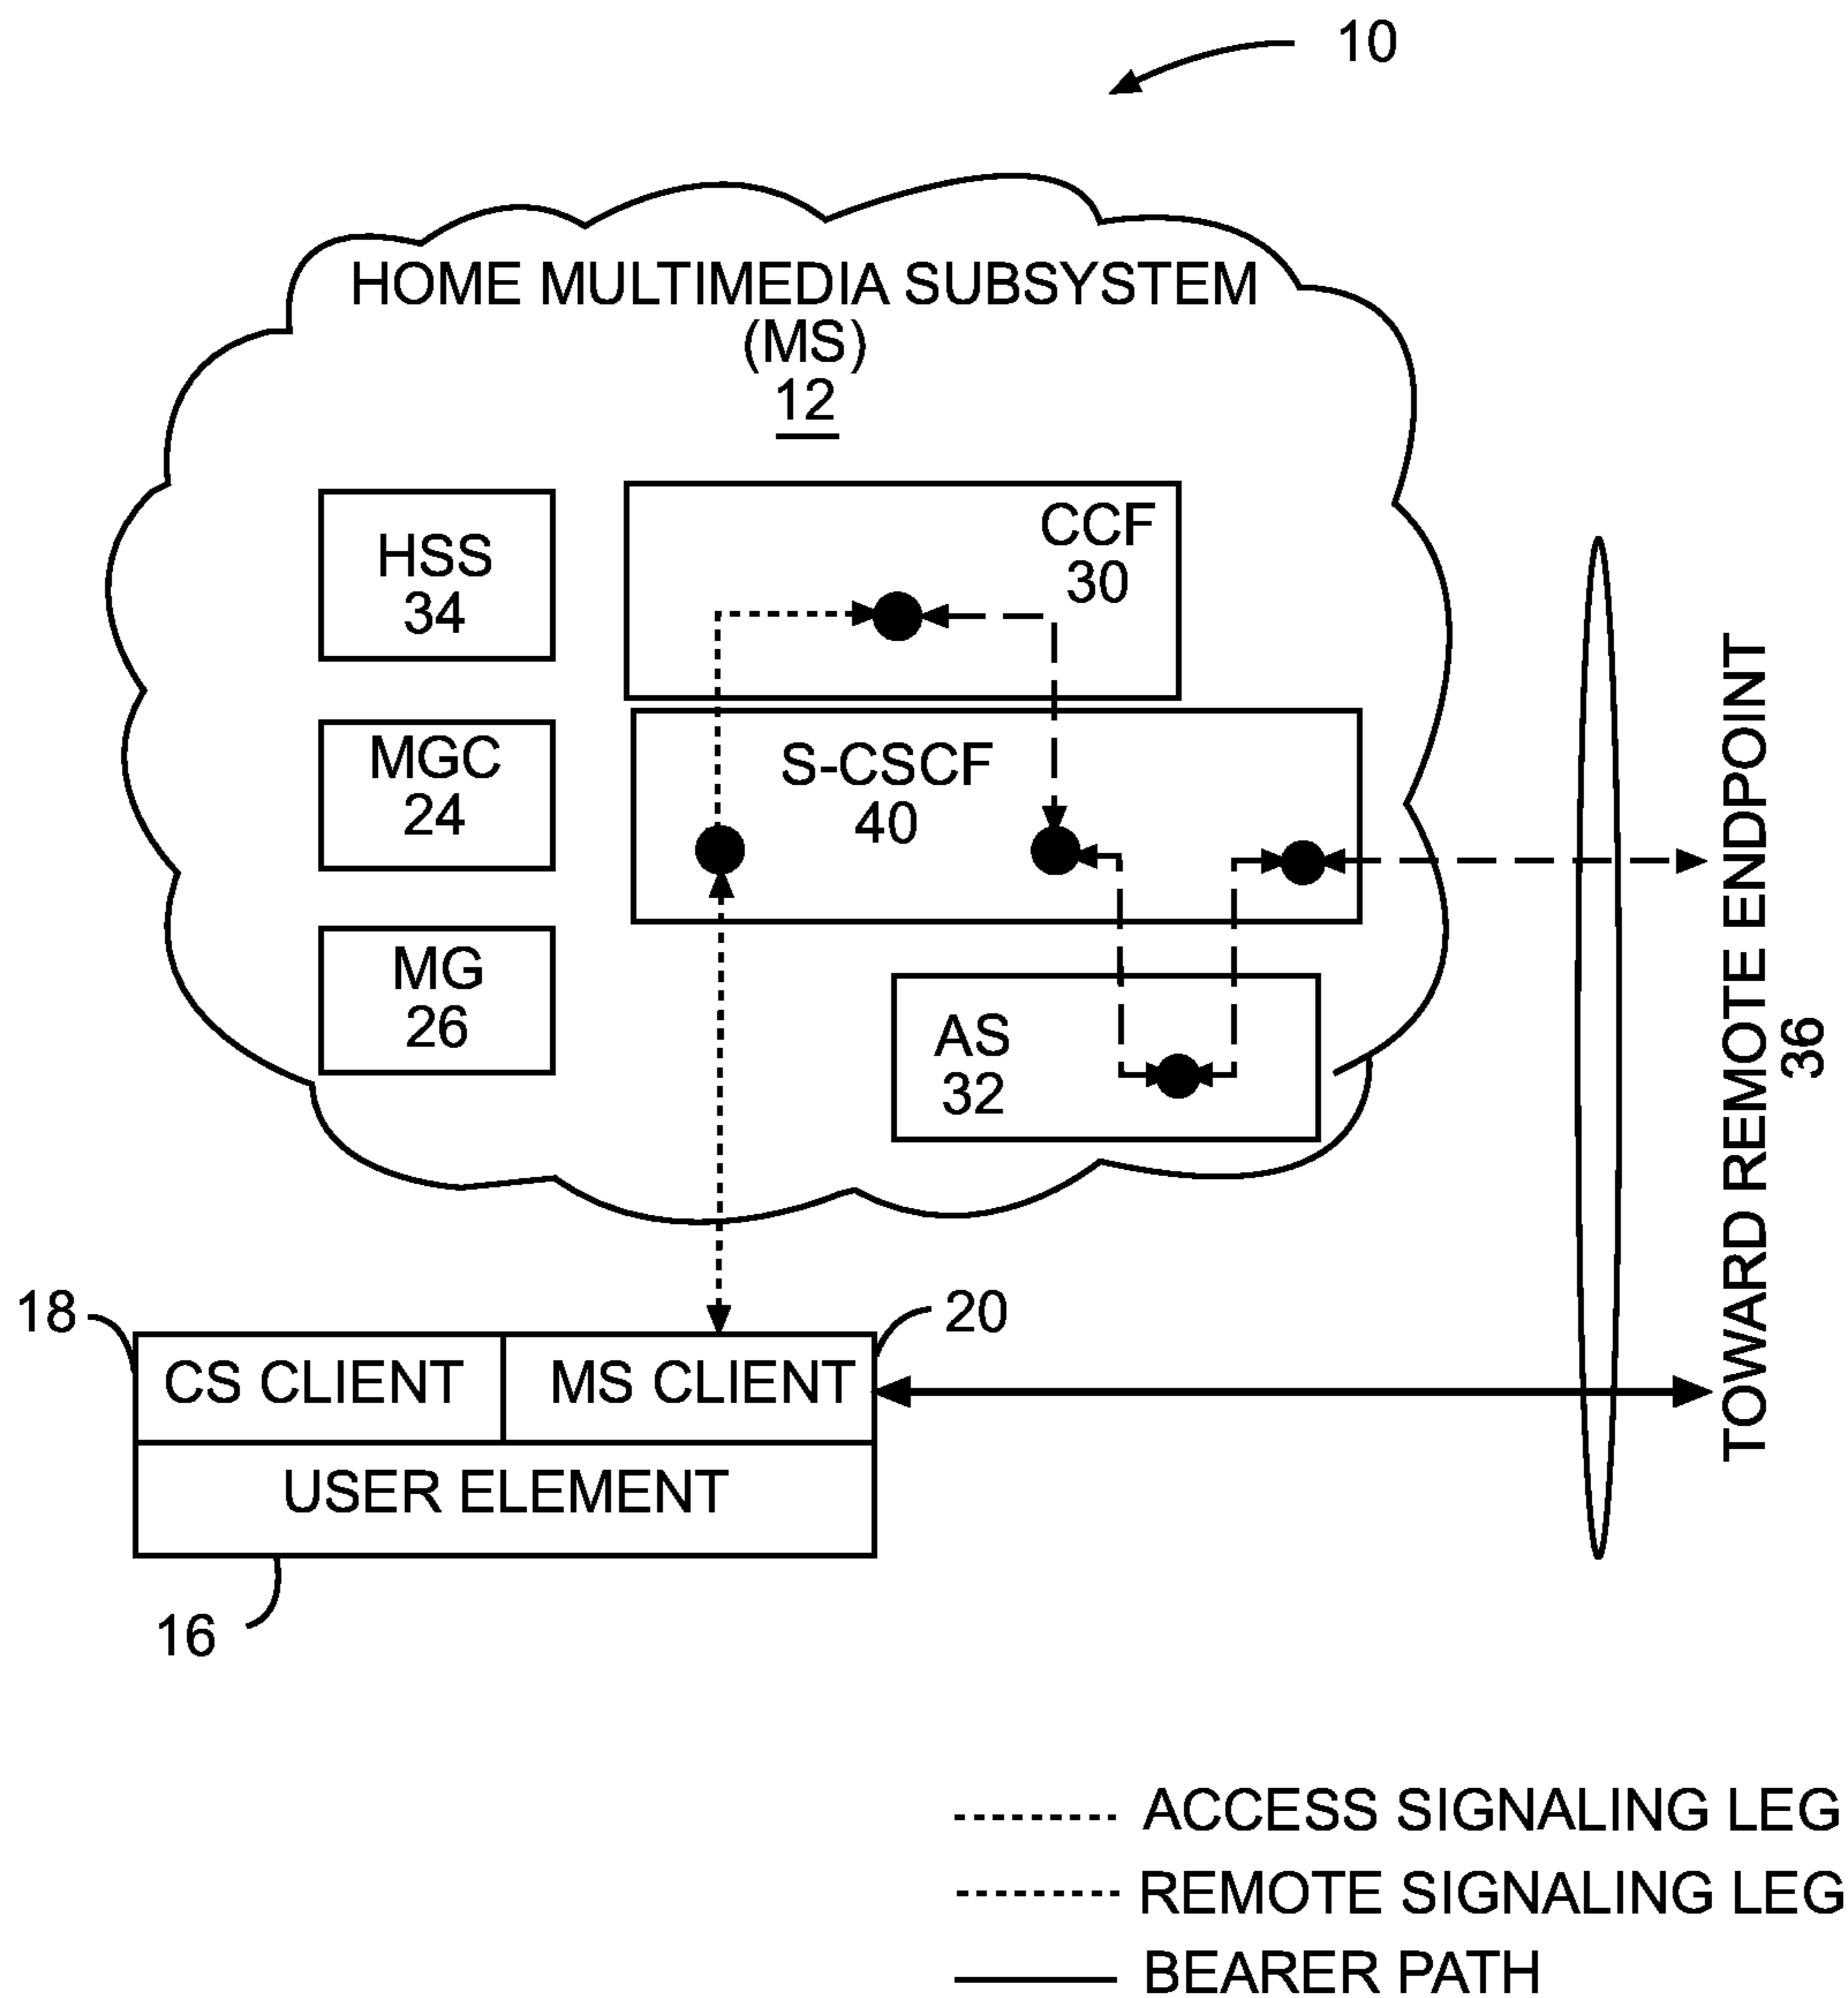 10
HOME MULTIMEDIA SUBSYSTEM
(MS)
12
HSS
34
CCF
30
MGC
24
S-CSCF
40
MG
26
AS
32
TOWARD REMOTE ENDPOINT
36
18
20
CS CLIENT
MS CLIENT
USER ELEMENT
16
ACCESS SIGNALING LEG
REMOTE SIGNALING LEG
BEARER PATH